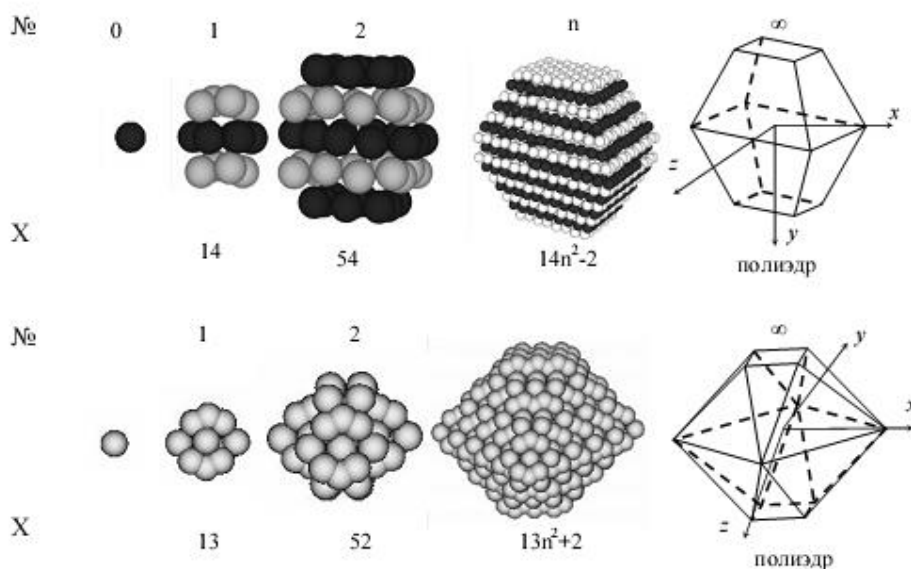 № 0 1 2 n ∞
x
z
y
X 14 54 14n²-2 полиэдр
№ 1 2 ∞
y
x
z
X 13 52 13n²+2 полиэдр